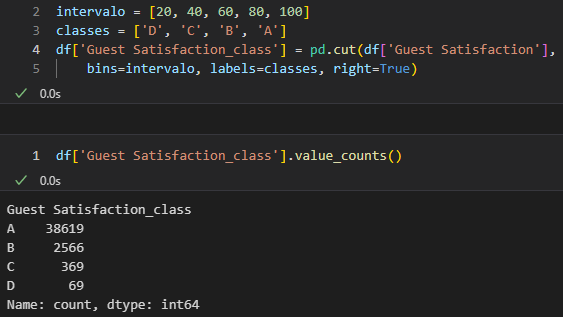 2 intervalo = [20, 40, 60, 80, 100]
3 classes = ['D', 'C', 'B', 'A']
4 df['Guest Satisfaction_class'] = pd.cut(df['Guest Satisfaction'],
5 bins=intervalo, labels=classes, right=True)
0.0s
1 df['Guest Satisfaction_class'].value_counts()
0.0s
Guest Satisfaction_class
A 38619
B 2566
C 369
D 69
Name: count, dtype: int64